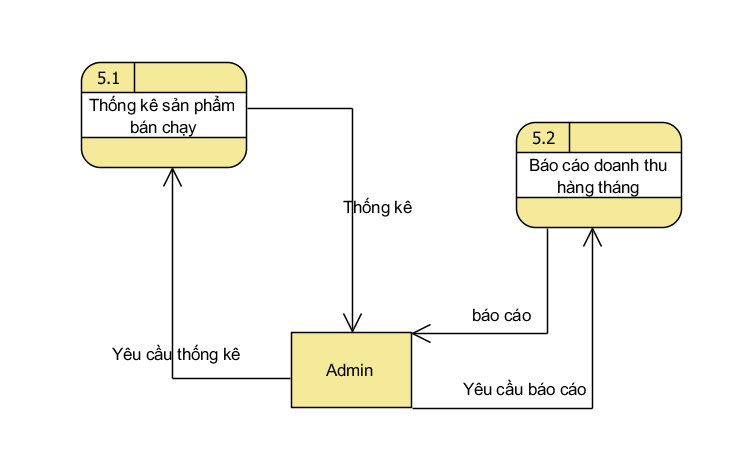 5.1
Thống kê sản phẩm
bán chạy
5.2
Báo cáo doanh thu
hàng tháng
Thống kê
báo cáo
Yêu cầu thống kê
Admin
Yêu cầu báo cáo